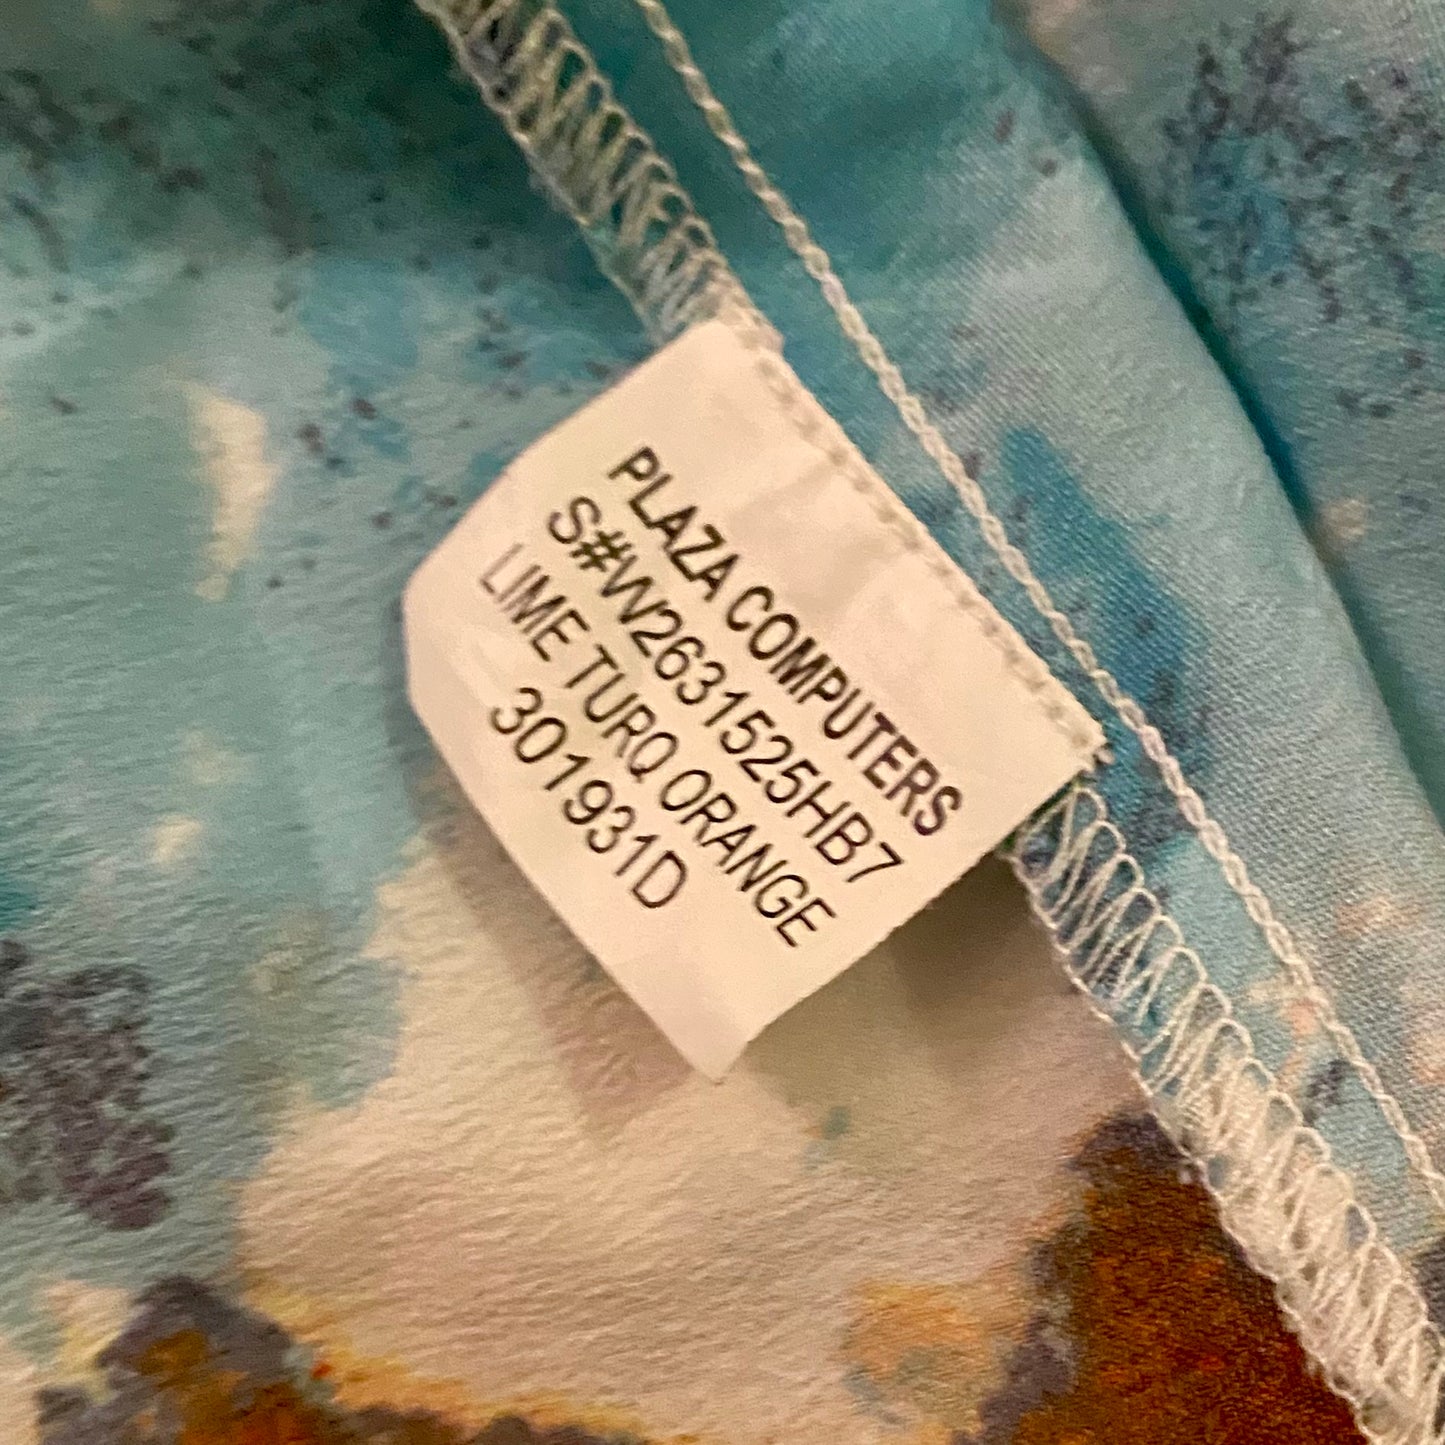 PLAZA COMPUTERS
S#W2631525HB7
LIME TURQ ORANGE
301931D